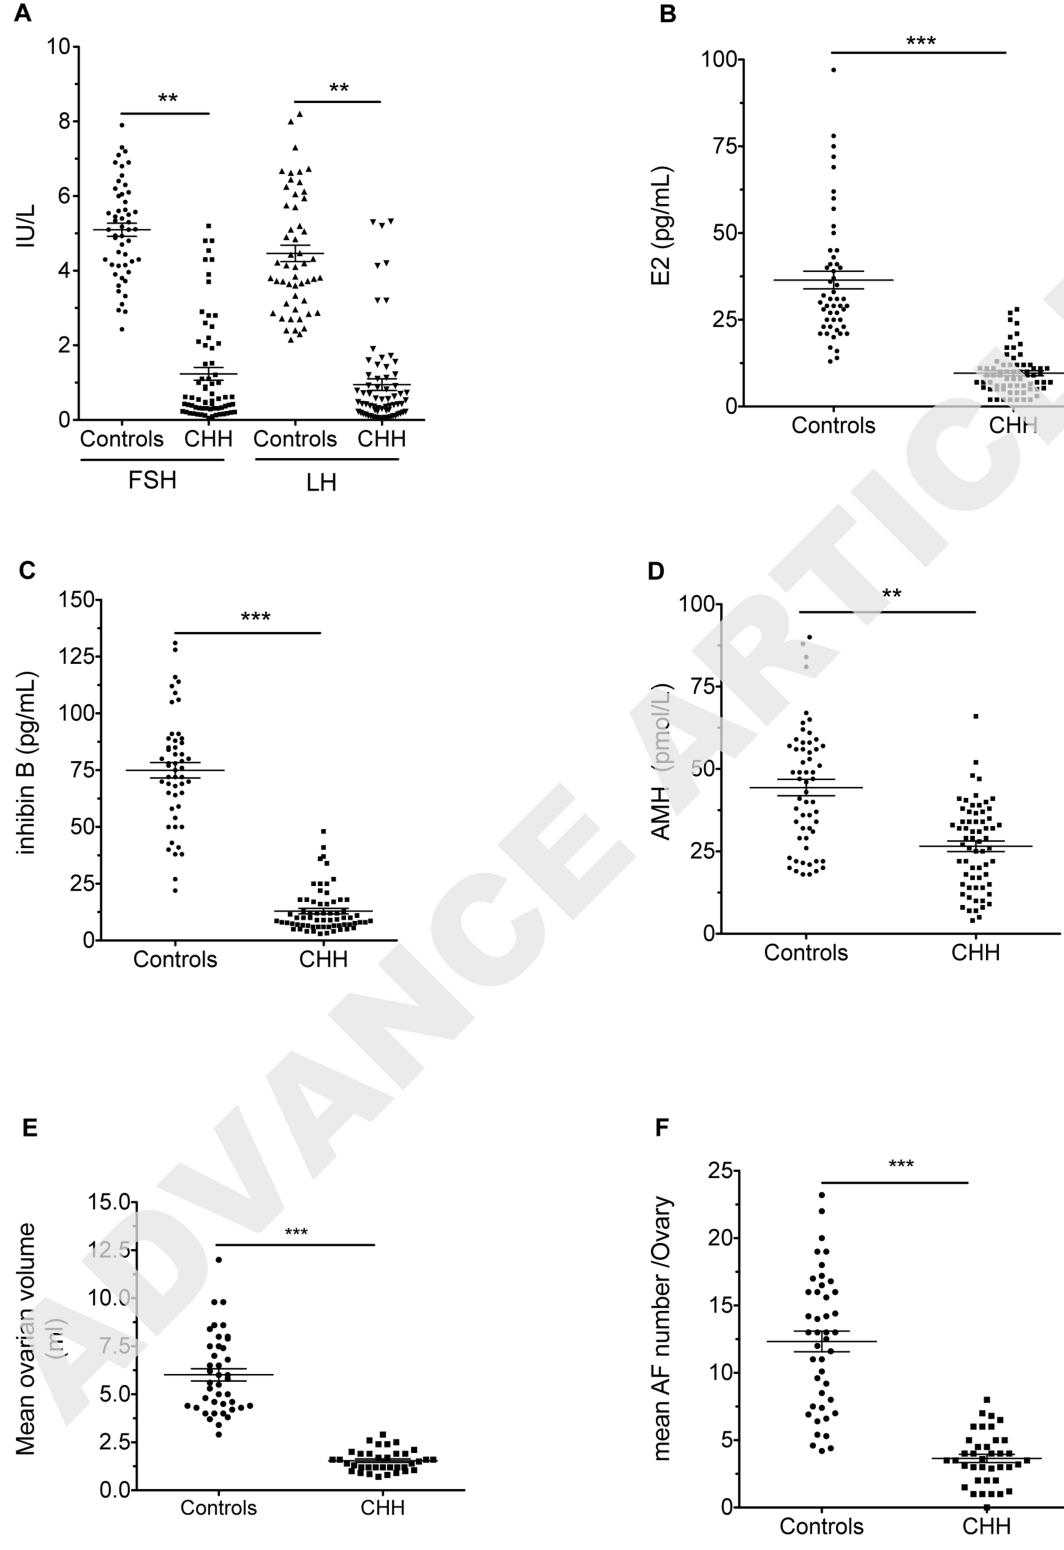 A
10
8
6
4
2
0
IU/L
**
**
Controls
CHH
Controls
CHH
FSH
LH
B
100
75
50
25
0
E2 (pg/mL)
***
Controls
CHH
C
150
125
100
75
50
25
0
inhibin B (pg/mL)
***
Controls
CHH
D
100
75
50
25
0
AMH (pmol/L)
**
Controls
CHH
E
15.0
12.5
10.0
7.5
5.0
2.5
0.0
Mean ovarian volume
(ml)
***
Controls
CHH
F
25
20
15
10
5
0
mean AF number /Ovary
***
Controls
CHH
ADVANCE ARTICLE